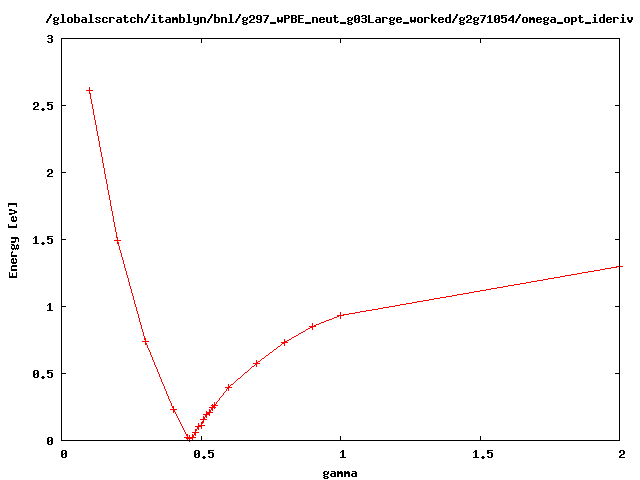 /globalscratch/itamblyn/bnl/g297_wPBE_neut_g03Large_worked/g2g71054/omega_opt_ideriv
3
2.5
2
1.5
1
0.5
0
Energy [eV]
0 0.5 1 1.5 2
gamma